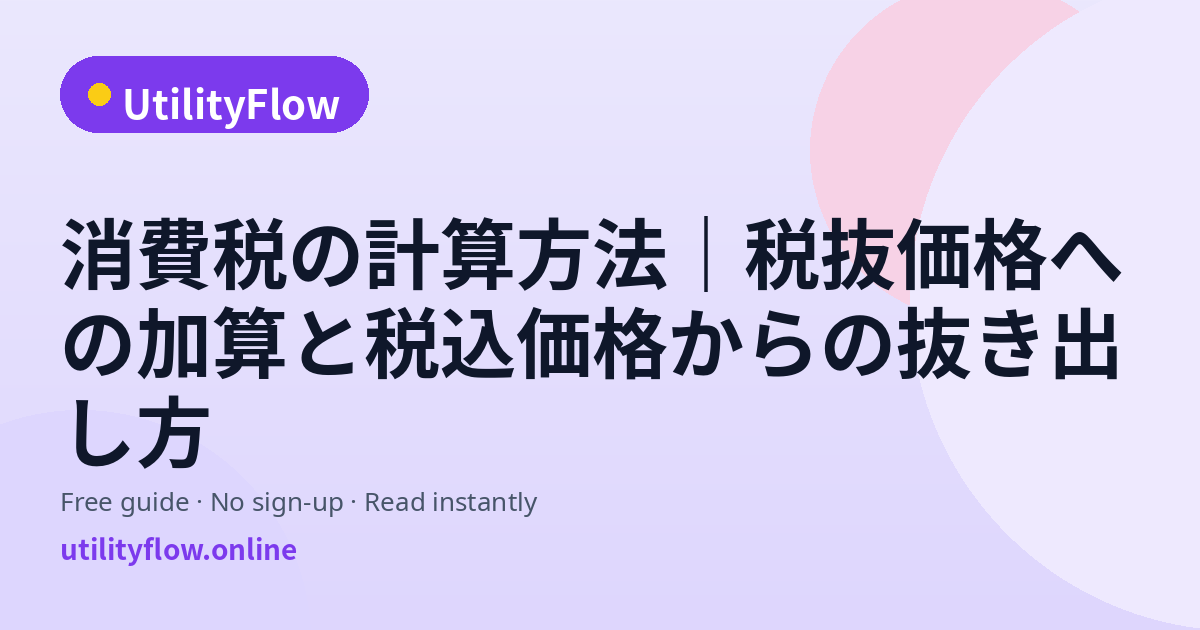 UtilityFlow
消費税の計算方法｜税抜価格へ
の加算と税込価格からの抜き出
し方
Free guide · No sign-up · Read instantly
utilityflow.online